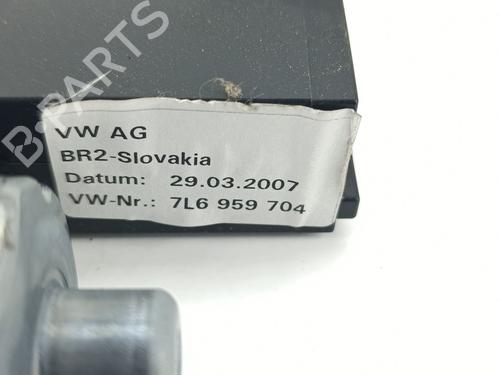 VW AG
BR2-Slovakia
Datum: 29.03.2007
VW-Nr.: 7L6 959 704
B-PARTS